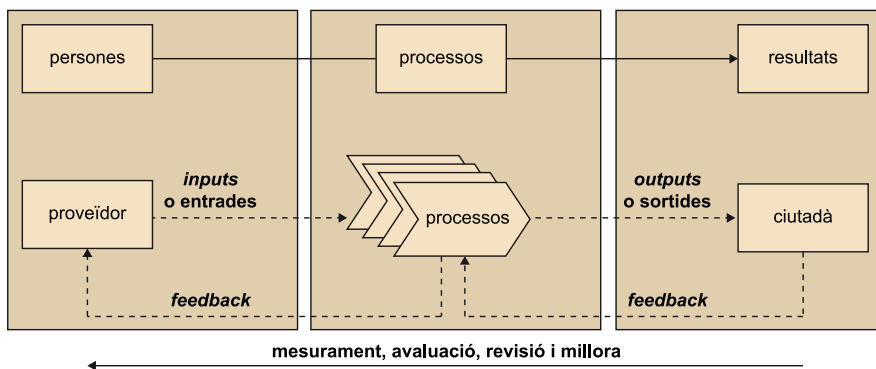 persones
processos
resultats
inputs
o entrades
outputs
o sortides
proveïdor
processos
ciutadà
feedback
feedback
mesurament, avaluació, revisió i millora